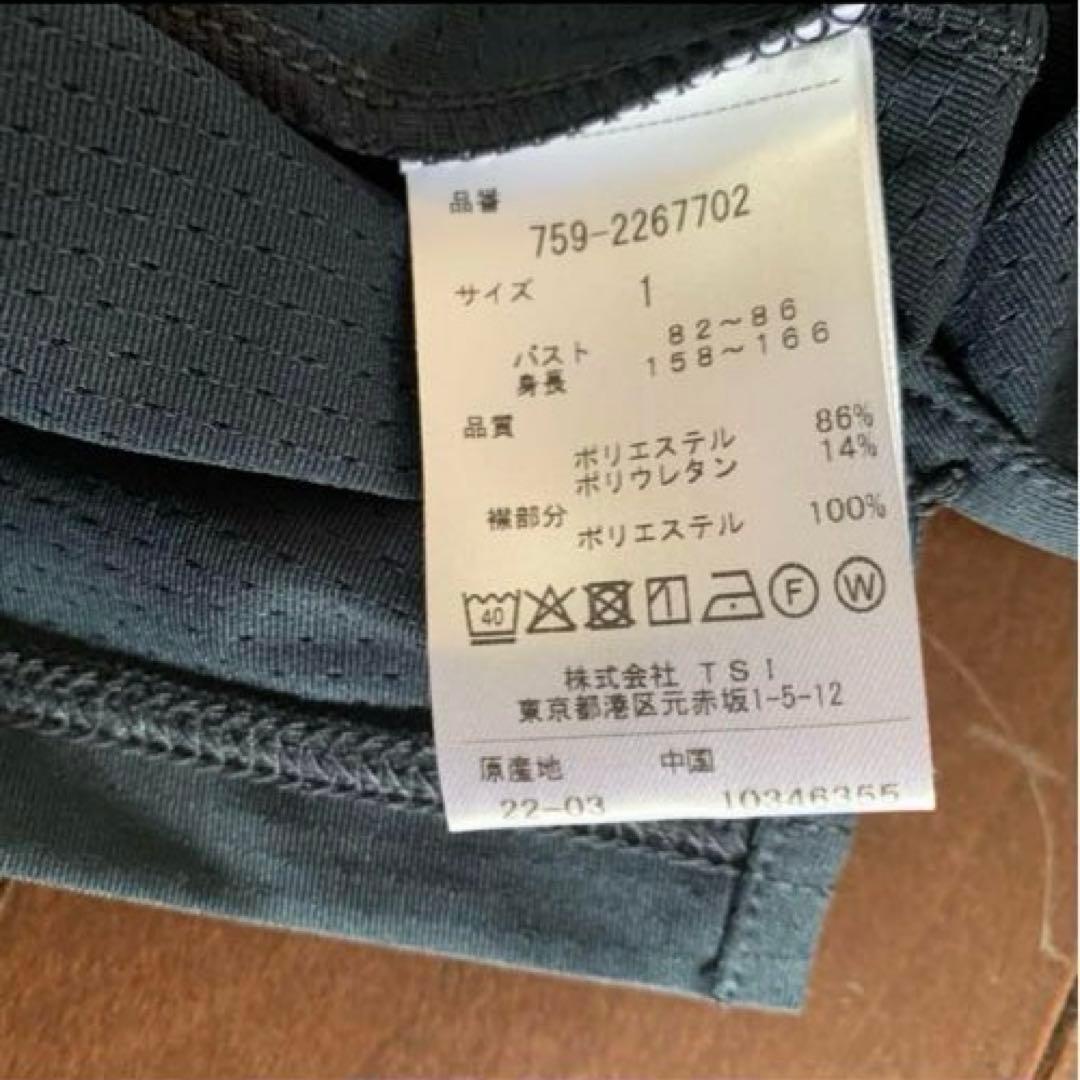 品番
759-2267702
サイズ 1
バスト 82~86
身長 158~166
品質
ポリエステル 86%
ポリウレタン 14%
襟部分
ポリエステル 100%
40
F W
株式会社 TSI
東京都港区元赤坂1-5-12
原産地 中国
22-03 10346355